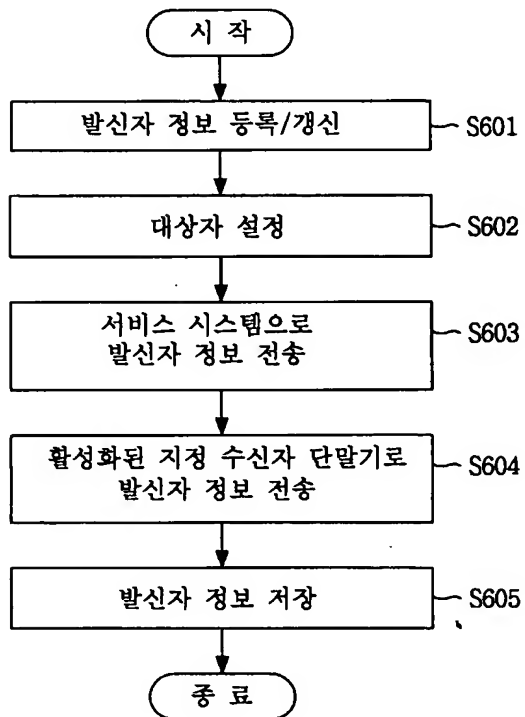 시 작
발신자 정보 등록/갱신
S601
대상자 설정
S602
서비스 시스템으로
발신자 정보 전송
S603
활성화된 지정 수신자 단말기로
발신자 정보 전송
S604
발신자 정보 저장
S605
종 료